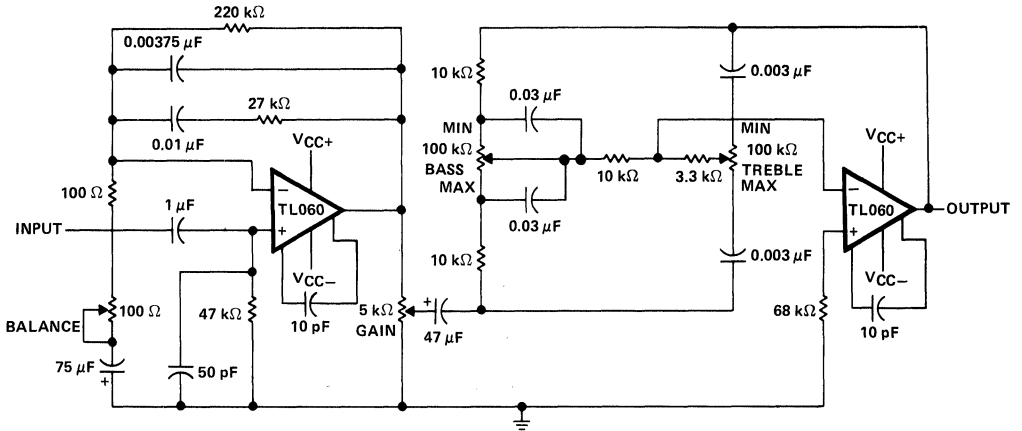 220 kΩ
0.00375 μF
27 kΩ
0.01 μF
VCC+
100 Ω
1 μF
INPUT
−
TL060
+
VCC−
10 pF
100 Ω
BALANCE
75 μF
+
50 pF
47 kΩ
5 kΩ
GAIN
+
47 μF
10 kΩ
0.03 μF
MIN
100 kΩ
BASS
MAX
0.03 μF
10 kΩ
10 kΩ
3.3 kΩ
0.003 μF
MIN
100 kΩ
TREBLE
MAX
0.003 μF
VCC+
−
TL060
+
OUTPUT
VCC−
68 kΩ
10 pF